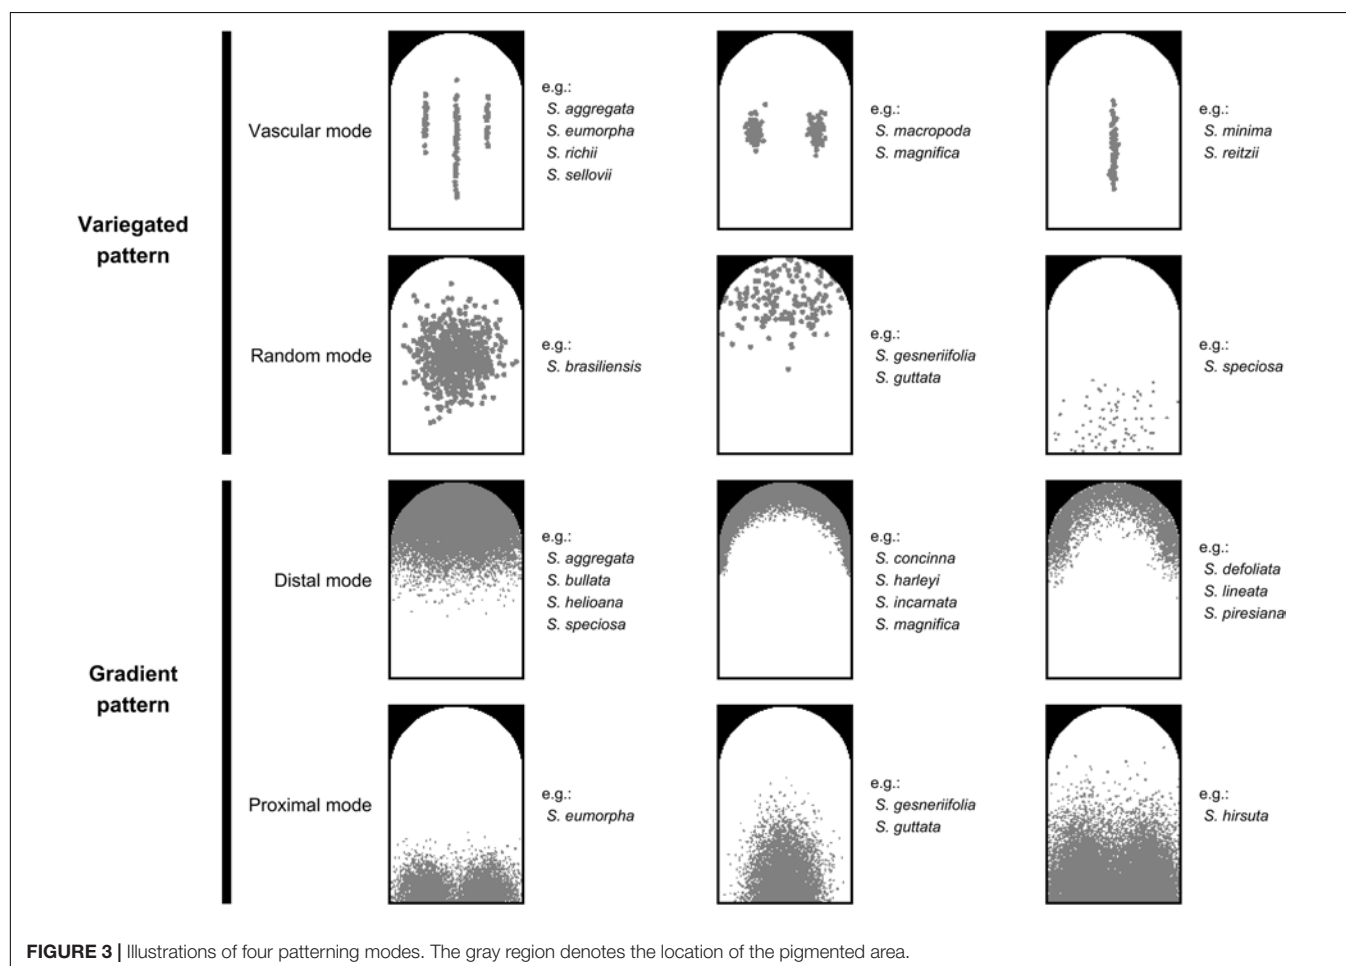 Variegated
pattern
Vascular mode
e.g.:
S. aggregata
S. eumorpha
S. richii
S. sellovii
e.g.:
S. macropoda
S. magnifica
e.g.:
S. minima
S. reitzii
Random mode
e.g.:
S. brasiliensis
e.g.:
S. gesneriifolia
S. guttata
e.g.:
S. speciosa
Gradient
pattern
Distal mode
e.g.:
S. aggregata
S. bullata
S. helioana
S. speciosa
e.g.:
S. concinna
S. harleyi
S. incarnata
S. magnifica
e.g.:
S. defoliata
S. lineata
S. piresiana
Proximal mode
e.g.:
S. eumorpha
e.g.:
S. gesneriifolia
S. guttata
e.g.:
S. hirsuta
FIGURE 3 | Illustrations of four patterning modes. The gray region denotes the location of the pigmented area.